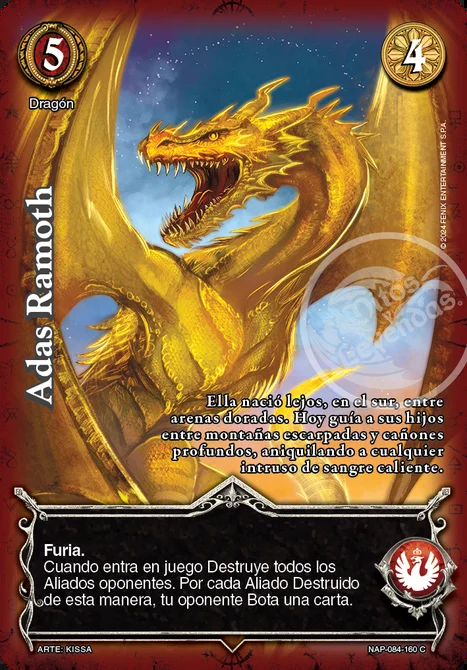 5
4
Dragón
© 2024 FENIX ENTERTAINMENT S.P.A.
Adas Ramoth
Mitos
Leyendas.
Ella nació lejos, en el sur, entre
arenas doradas. Hoy guía a sus hijos
entre montañas escarpadas y cañones
profundos, aniquilando a cualquier
intruso de sangre caliente.
Furia.
Cuando entra en juego Destruye todos los
Aliados oponentes. Por cada Aliado Destruido
de esta manera, tu oponente Bota una carta.
ARTE: KISSA
NAP-084-160 C